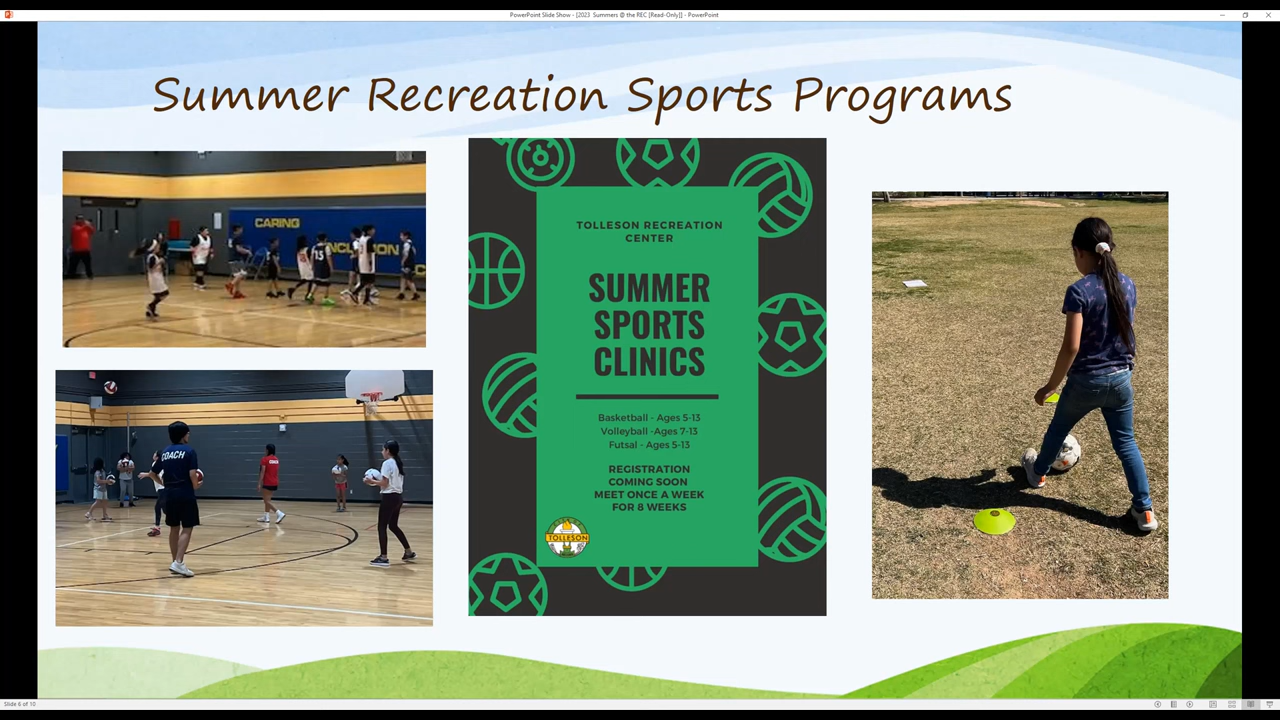 PowerPoint Slide Show - [2023  Summers @ the REC [Read-Only]] - PowerPoint
Summer Recreation Sports Programs
CARING
INCLUSION
15
COACH
TOLLESON RECREATION
CENTER
SUMMER
SPORTS
CLINICS
Basketball - Ages 5-13
Volleyball -Ages 7-13
Futsal - Ages 5-13
REGISTRATION
COMING SOON
MEET ONCE A WEEK
FOR 8 WEEKS
TOLLESON
Slide 6 of 10